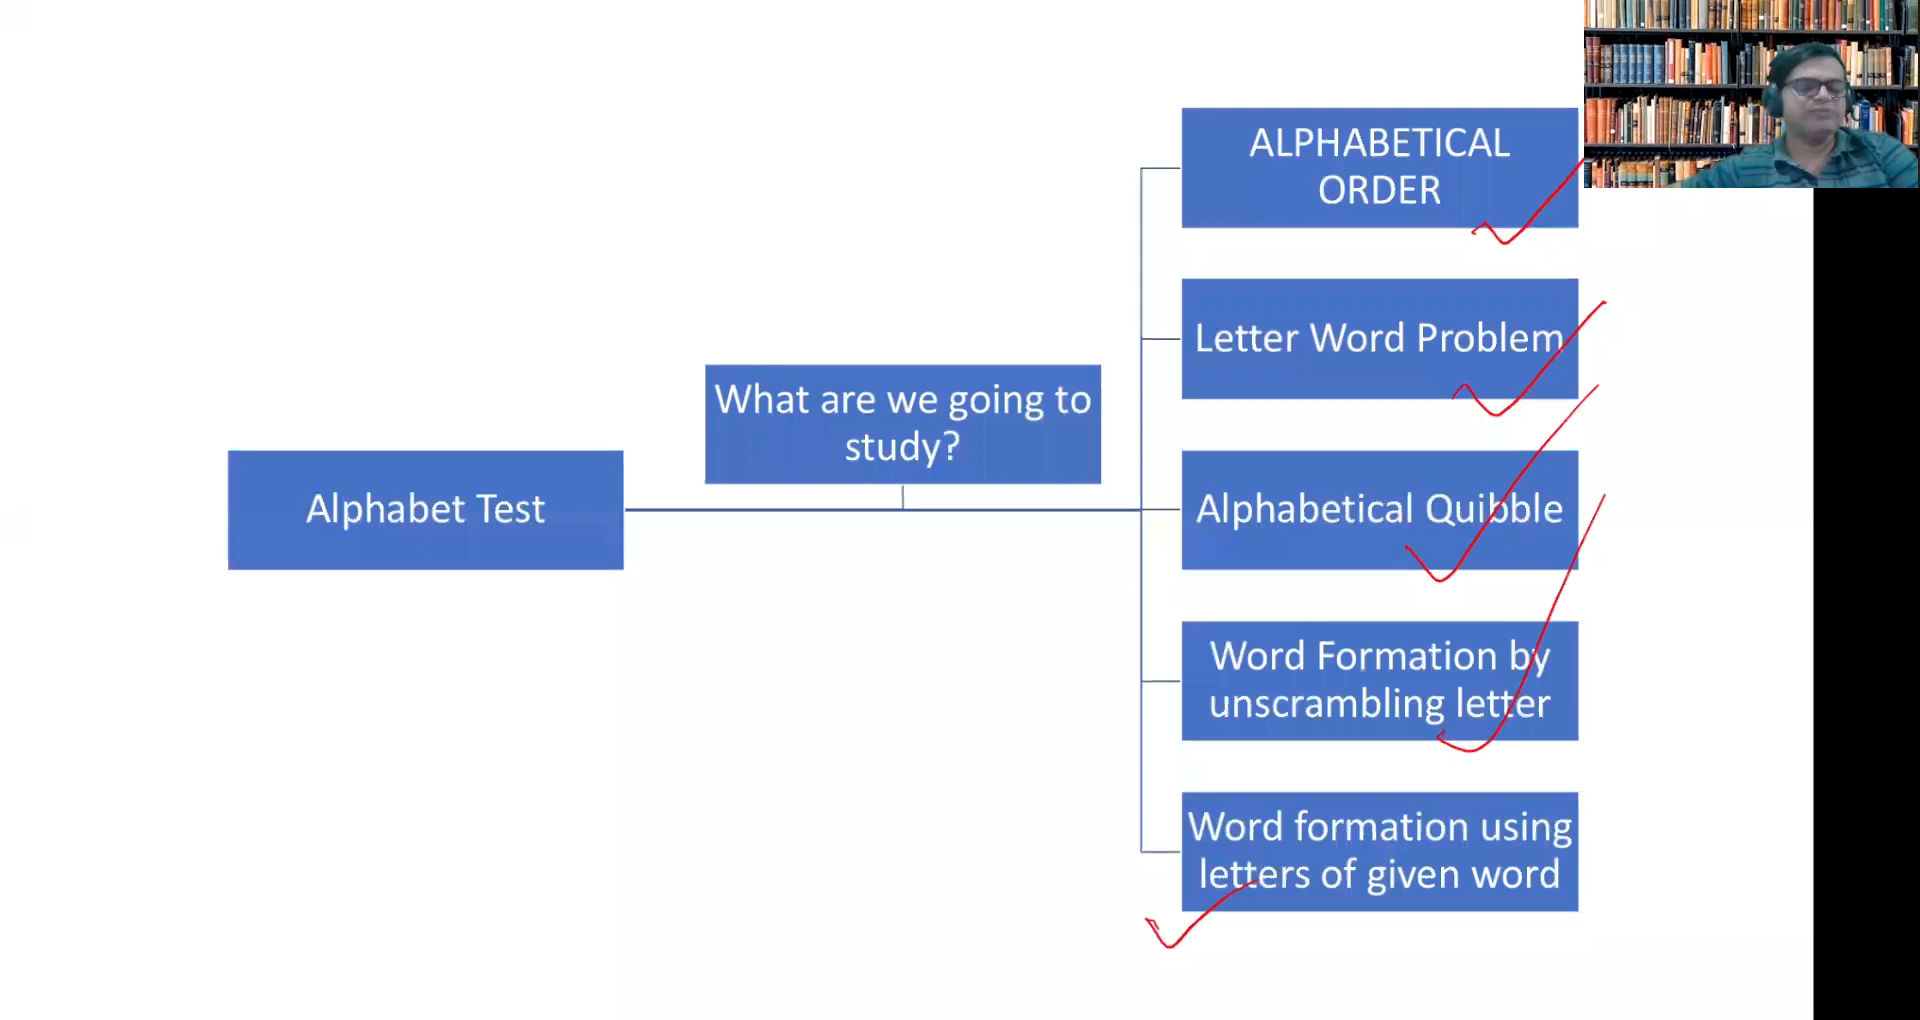 Alphabet Test
What are we going to
study?
ALPHABETICAL
ORDER
Letter Word Problem
Alphabetical Quibble
Word Formation by
unscrambling letter
Word formation using
letters of given word